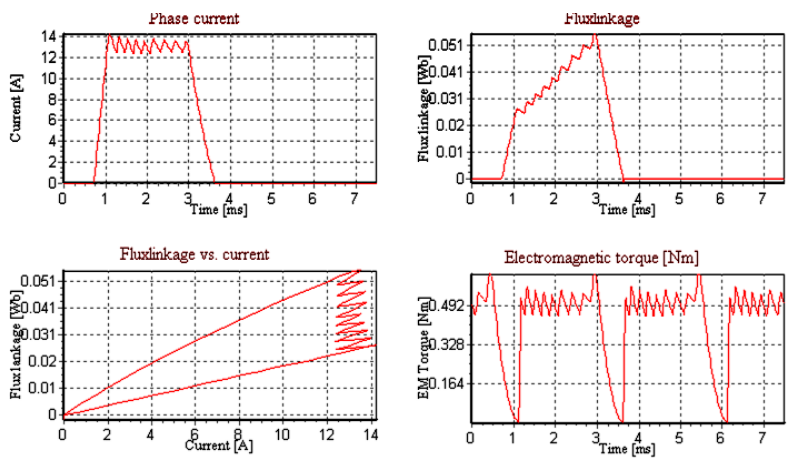 Phase current
14
12
10
8
6
4
2
0
Current [A]
0 1 2 3 4 5 6 7
Time [ms]
Fluxlinkage
0.051
0.041
0.031
0.02
0.01
0
Fluxlinkage [Wb]
0 1 2 3 4 5 6 7
Time [ms]
Fluxlinkage vs. current
0.051
0.041
0.031
0.02
0.01
0
Fluxlankage [Wb]
0 2 4 6 8 10 12 14
Current [A]
Electromagnetic torque [Nm]
0.492
0.328
0.164
EM Torque [Nm]
0 1 2 3 4 5 6 7
Time [ms]